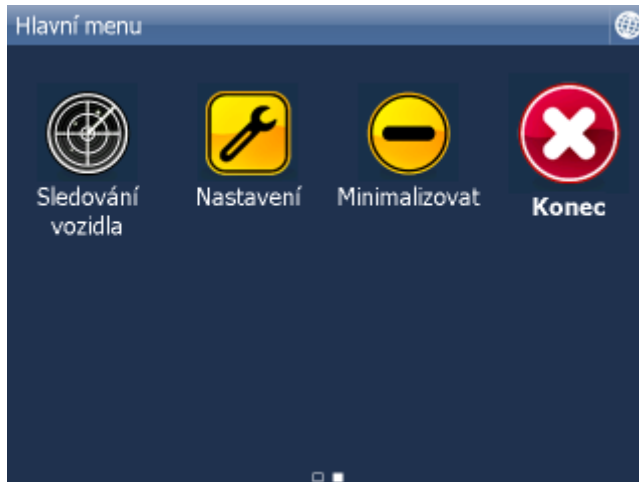 Hlavní menu
Sledování
vozidla
Nastavení
Minimalizovat
Konec